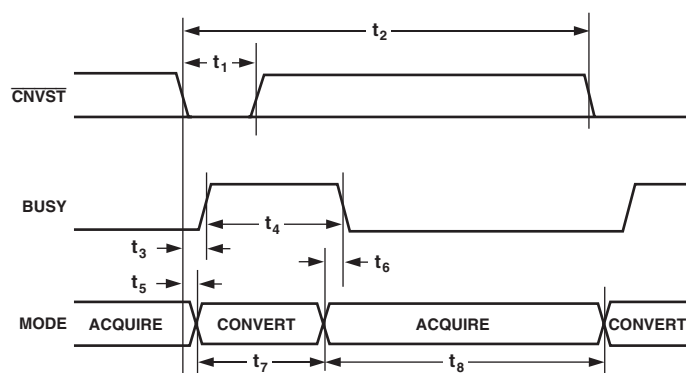 t2
t1
CNVST
BUSY
t4
t3
t6
t5
MODE ACQUIRE CONVERT ACQUIRE CONVERT
t7 t8